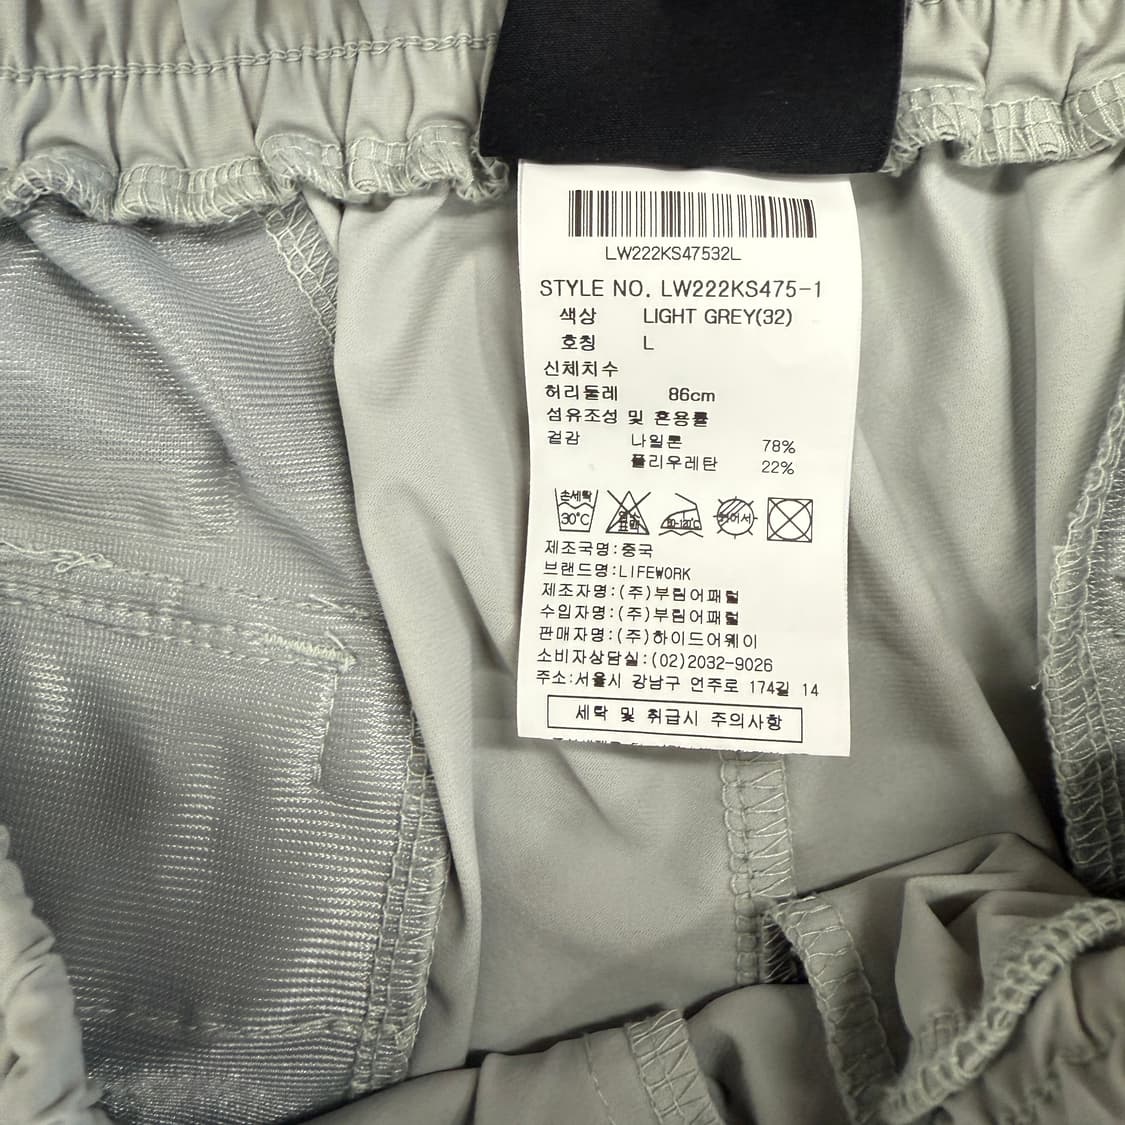 LW222KS47532L
STYLE NO. LW222KS475-1
색상 LIGHT GREY(32)
호칭 L
신체치수
허리둘레 86cm
섬유조성 및 혼용률
겉감 나일론 78%
폴리우레탄 22%
손세탁
30°C
80-120°C
제조국명:중국
브랜드명:LIFEWORK
제조자명:(주)부림어패럴
수입자명:(주)부림어패럴
판매자명:(주)하이드어웨이
소비자상담실:(02)2032-9026
주소:서울시 강남구 언주로 174길 14
세탁 및 취급시 주의사항